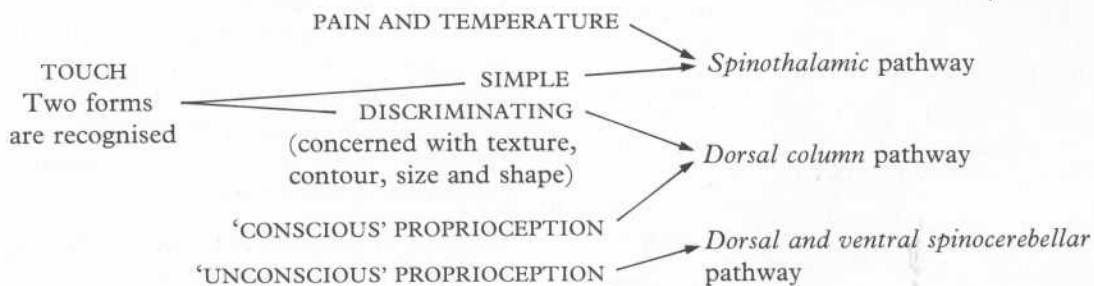 PAIN AND TEMPERATURE
TOUCH
Two forms
are recognised
SIMPLE
DISCRIMINATING
(concerned with texture,
contour, size and shape)
'CONSCIOUS' PROPRIOCEPTION
'UNCONSCIOUS' PROPRIOCEPTION
Spinothalamic pathway
Dorsal column pathway
Dorsal and ventral spinocerebellar
pathway